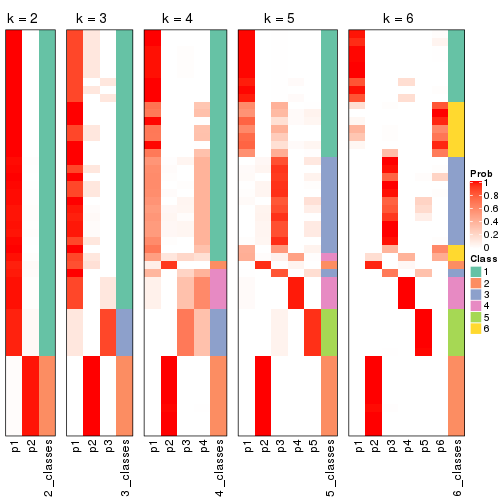 k = 2
k = 3
k = 4
k = 5
k = 6
Prob
1
0.8
0.6
0.4
0.2
0
Class
1
2
3
4
5
6
p1
p2
2_classes
p1
p2
p3
3_classes
p1
p2
p3
p4
4_classes
p1
p2
p3
p4
p5
5_classes
p1
p2
p3
p4
p5
p6
6_classes